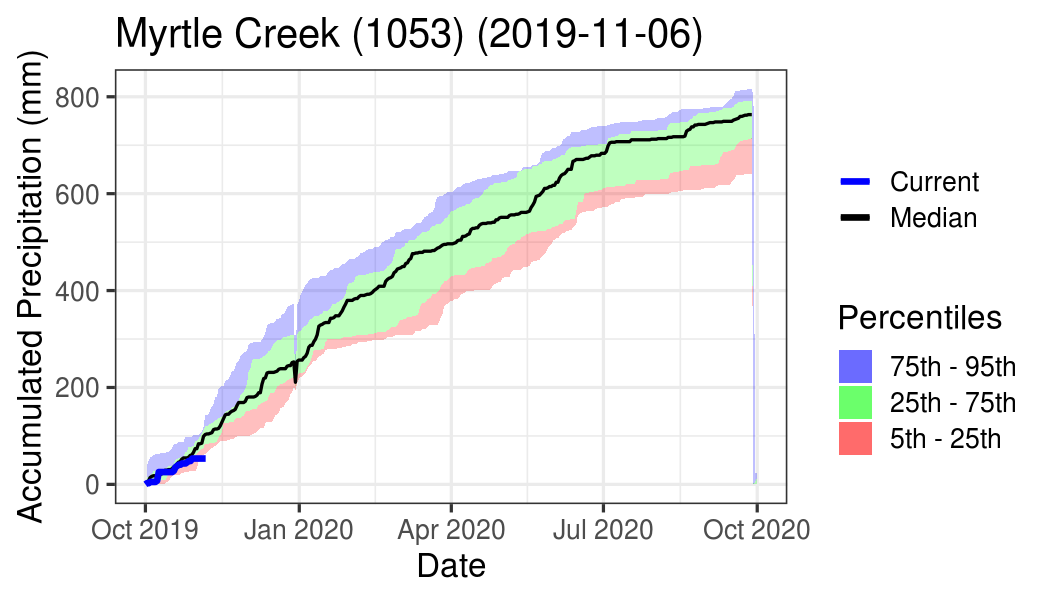 Myrtle Creek (1053) (2019-11-06)
Accumulated Precipitation (mm)
800
600
400
200
0
Oct 2019 Jan 2020 Apr 2020 Jul 2020 Oct 2020
Date
Current
Median
Percentiles
75th - 95th
25th - 75th
5th - 25th